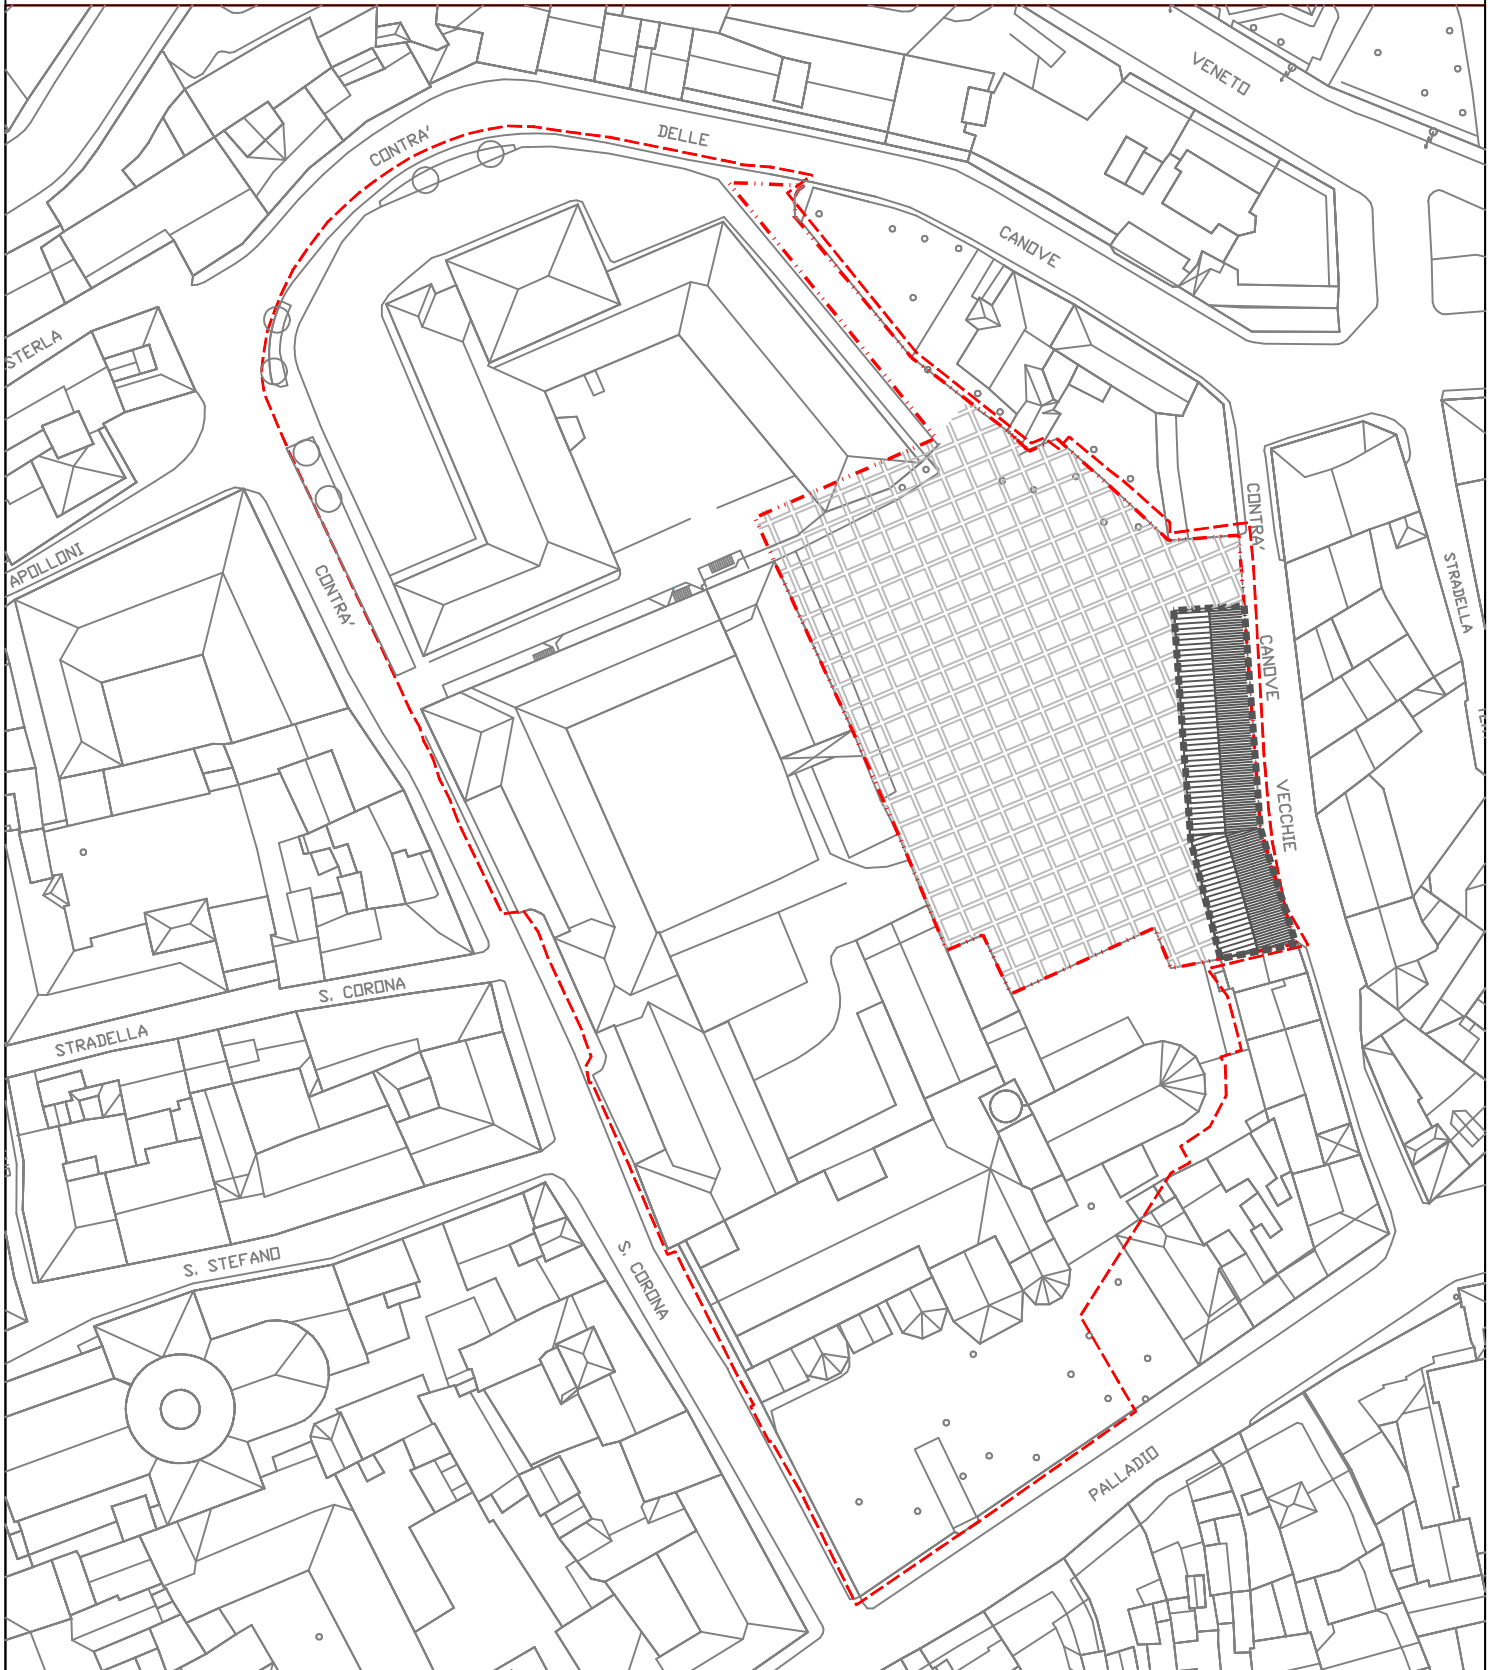 VENETO
CONTRA'
DELLE
CANOVE
STERLA
CONTRA'
APOLLONI
CONTRA'
STRADELLA
CANOVE
VECCHIE
S. CORONA
STRADELLA
S. STEFANO
S. CORONA
PALLADIO